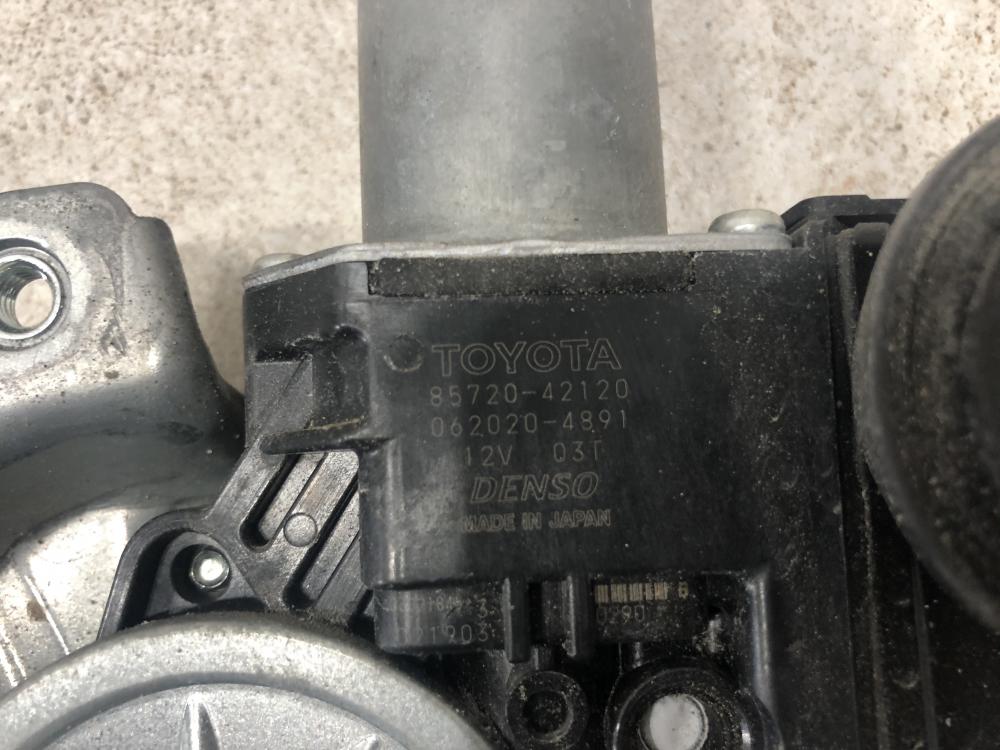 TOYOTA
85720-42120
062020-4891
12V 03T
DENSO
MADE IN JAPAN